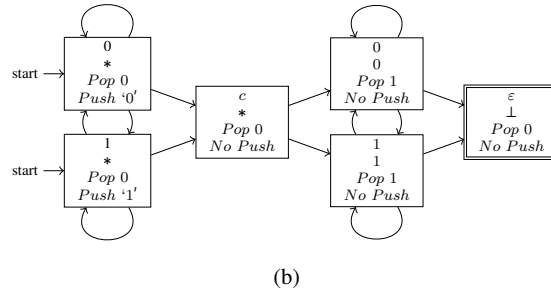 start
0
*
Pop 0
Push ‘0′
start
1
*
Pop 0
Push ‘1′
c
*
Pop 0
No Push
0
0
Pop 1
No Push
1
1
Pop 1
No Push
ε
⊥
Pop 0
No Push
(b)